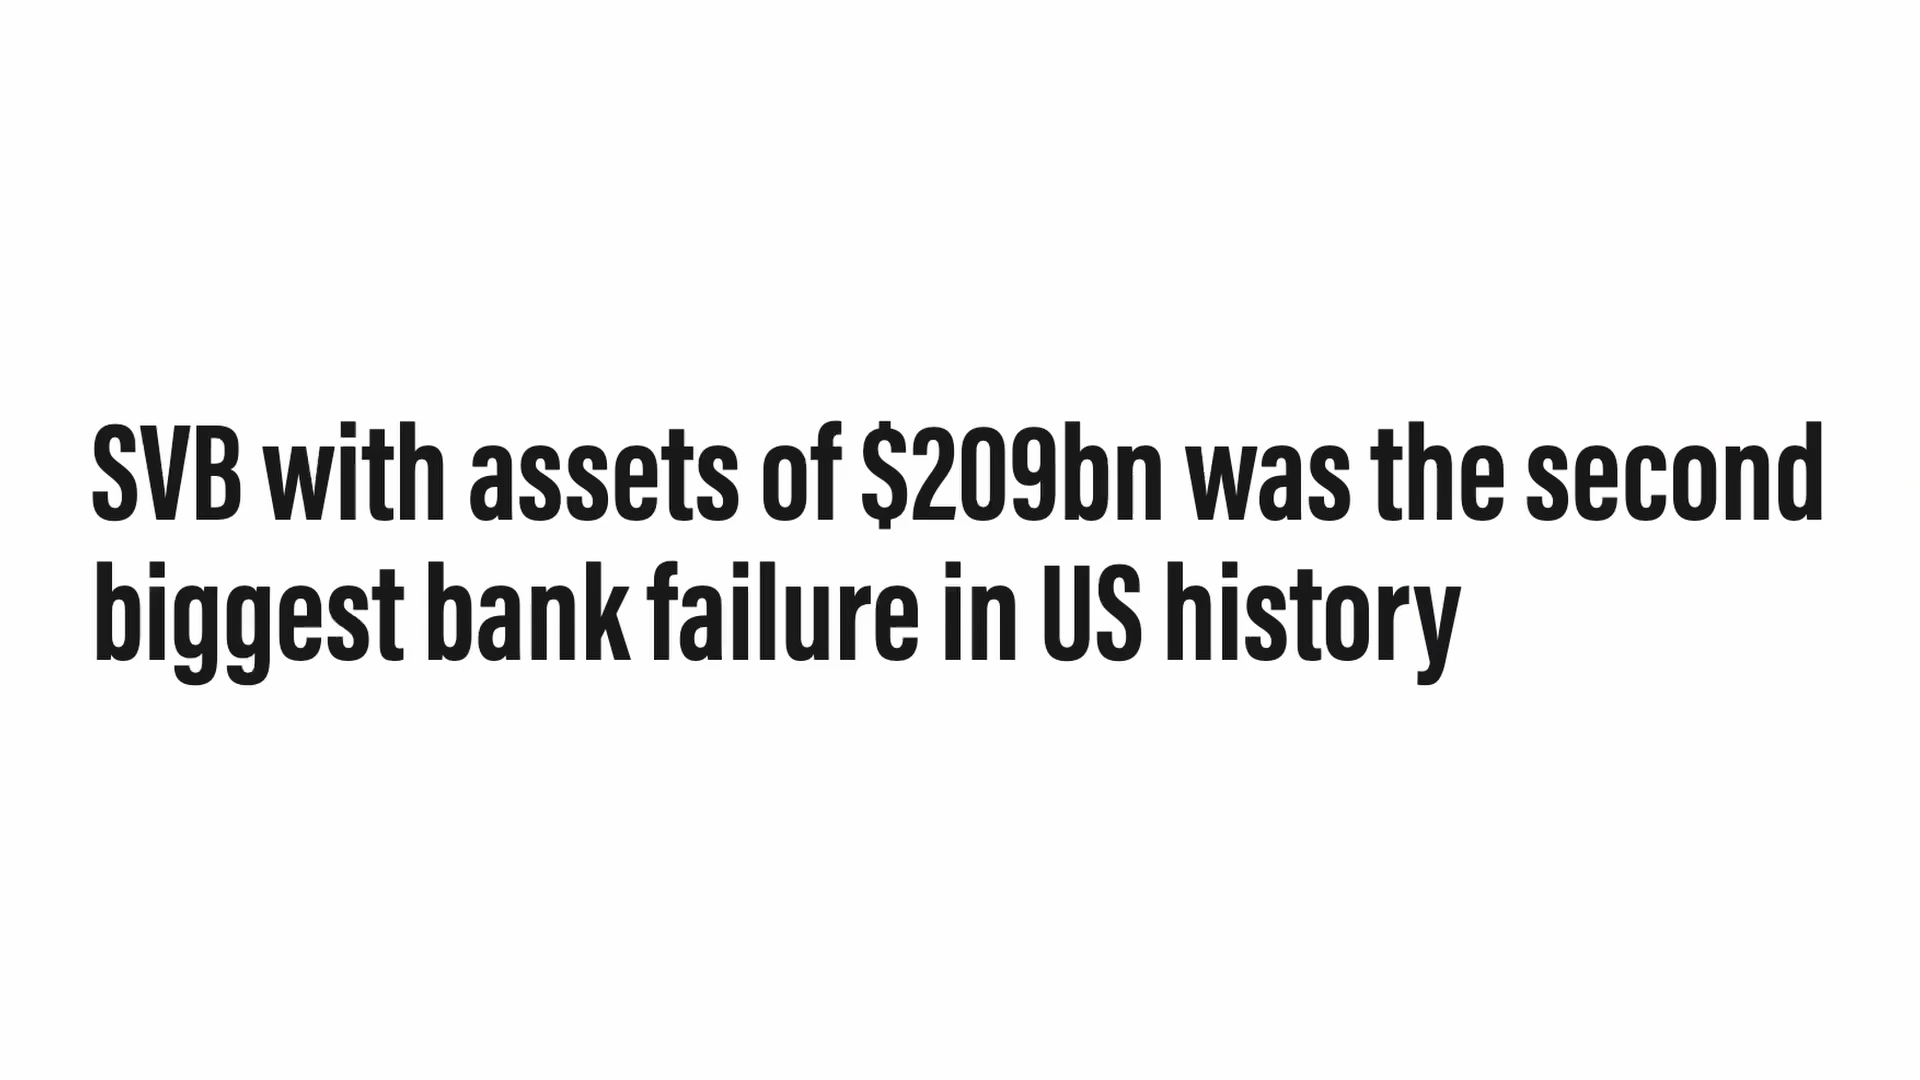 SVB with assets of $209bn was the second
biggest bank failure in US history